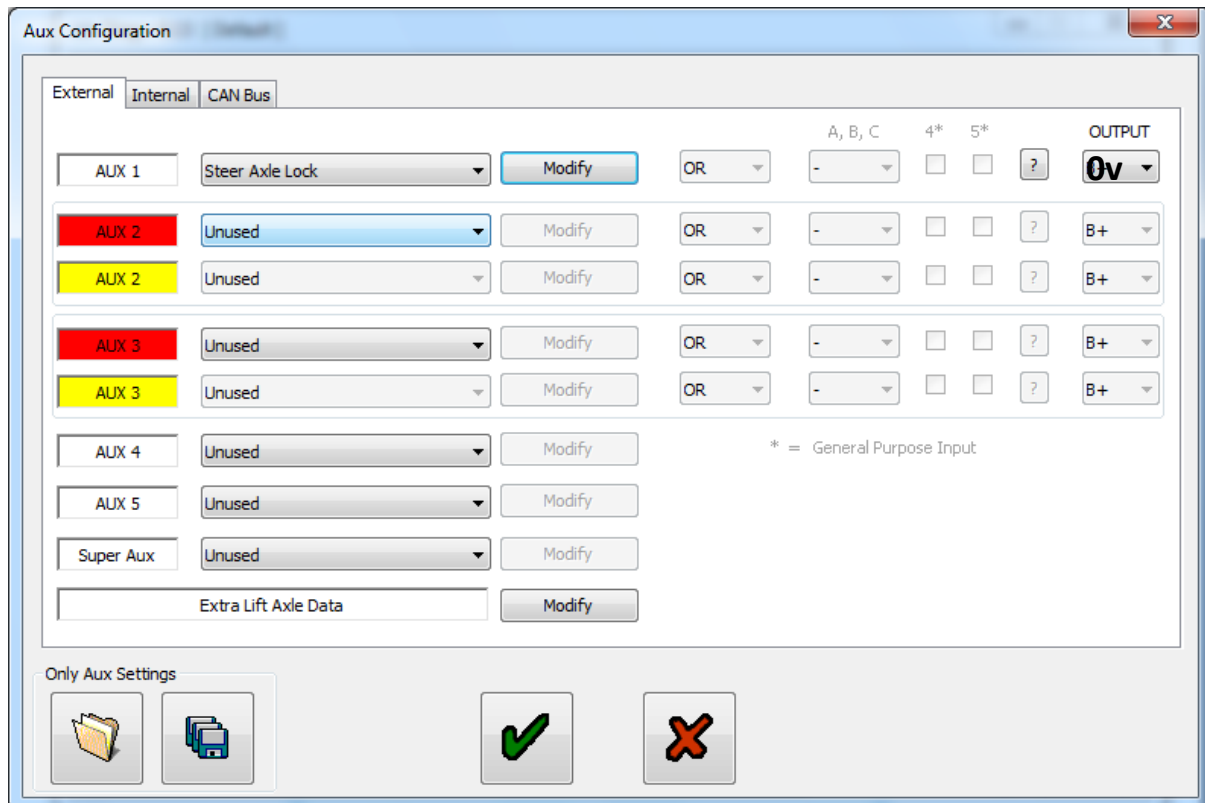 Aux Configuration
External Internal CAN Bus
A, B, C 4* 5* OUTPUT
AUX 1 Steer Axle Lock Modify OR - ? 0v
AUX 2 Unused Modify OR - ? B+
AUX 2 Unused Modify OR - ? B+
AUX 3 Unused Modify OR - ? B+
AUX 3 Unused Modify OR - ? B+
AUX 4 Unused Modify * = General Purpose Input
AUX 5 Unused Modify
Super Aux Unused Modify
Extra Lift Axle Data Modify
Only Aux Settings